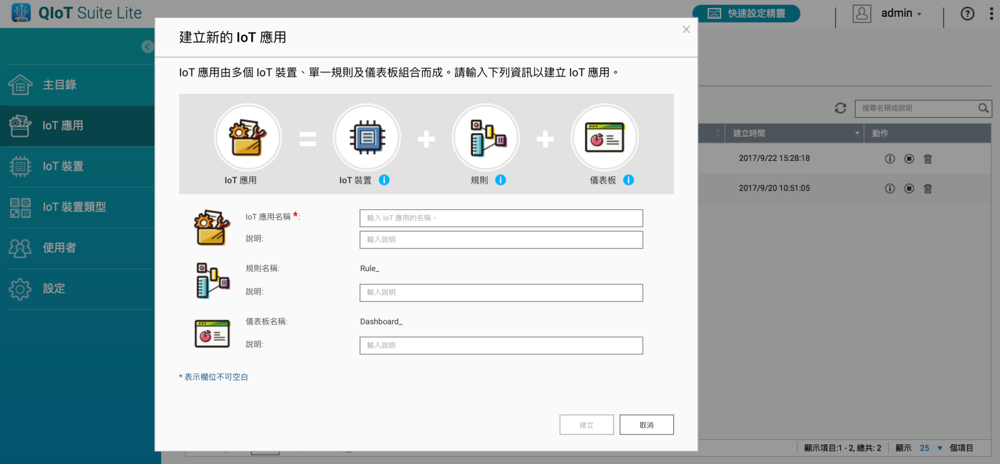 QIoT Suite Lite
快速設定精靈
admin
主目錄
IoT 應用
IoT 裝置
IoT 裝置類型
使用者
設定
建立新的 IoT 應用
IoT 應用由多個 IoT 裝置、單一規則及儀表板組合而成。請輸入下列資訊以建立 IoT 應用。
IoT 應用
IoT 裝置
規則
儀表板
IoT 應用名稱 *:
輸入 IoT 應用的名稱。
說明:
輸入說明
規則名稱:
Rule_
說明:
輸入說明
儀表板名稱:
Dashboard_
說明:
輸入說明
* 表示欄位不可空白
建立
取消
搜尋名稱或說明
建立時間
動作
2017/9/22 15:28:18
2017/9/20 10:51:05
顯示項目:1 - 2, 總共: 2
顯示 25 個項目